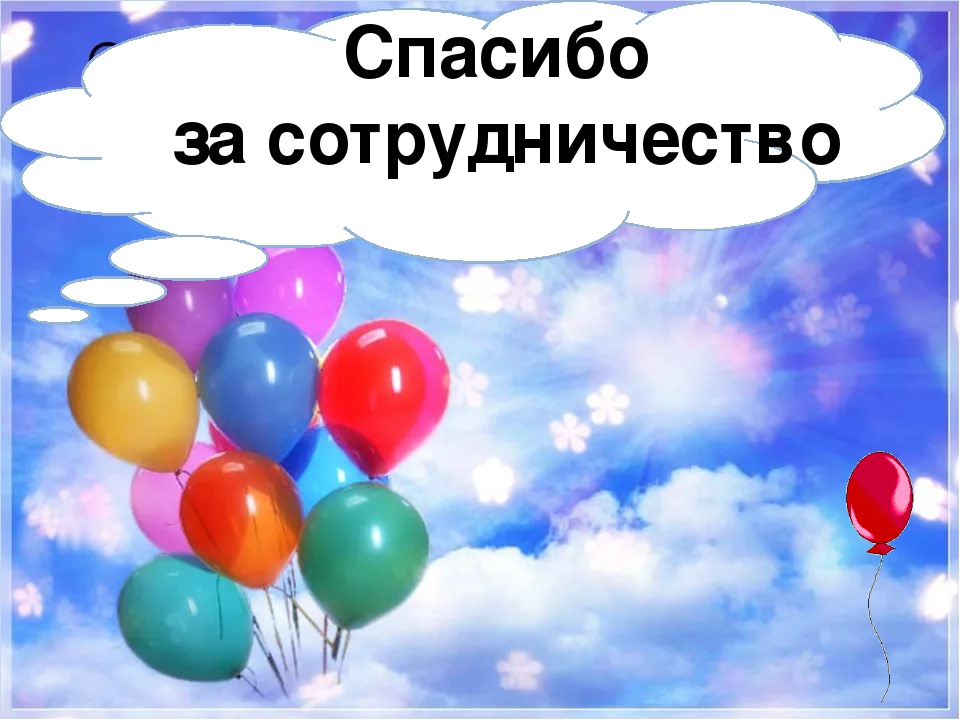 Спасибо
за сотрудничество